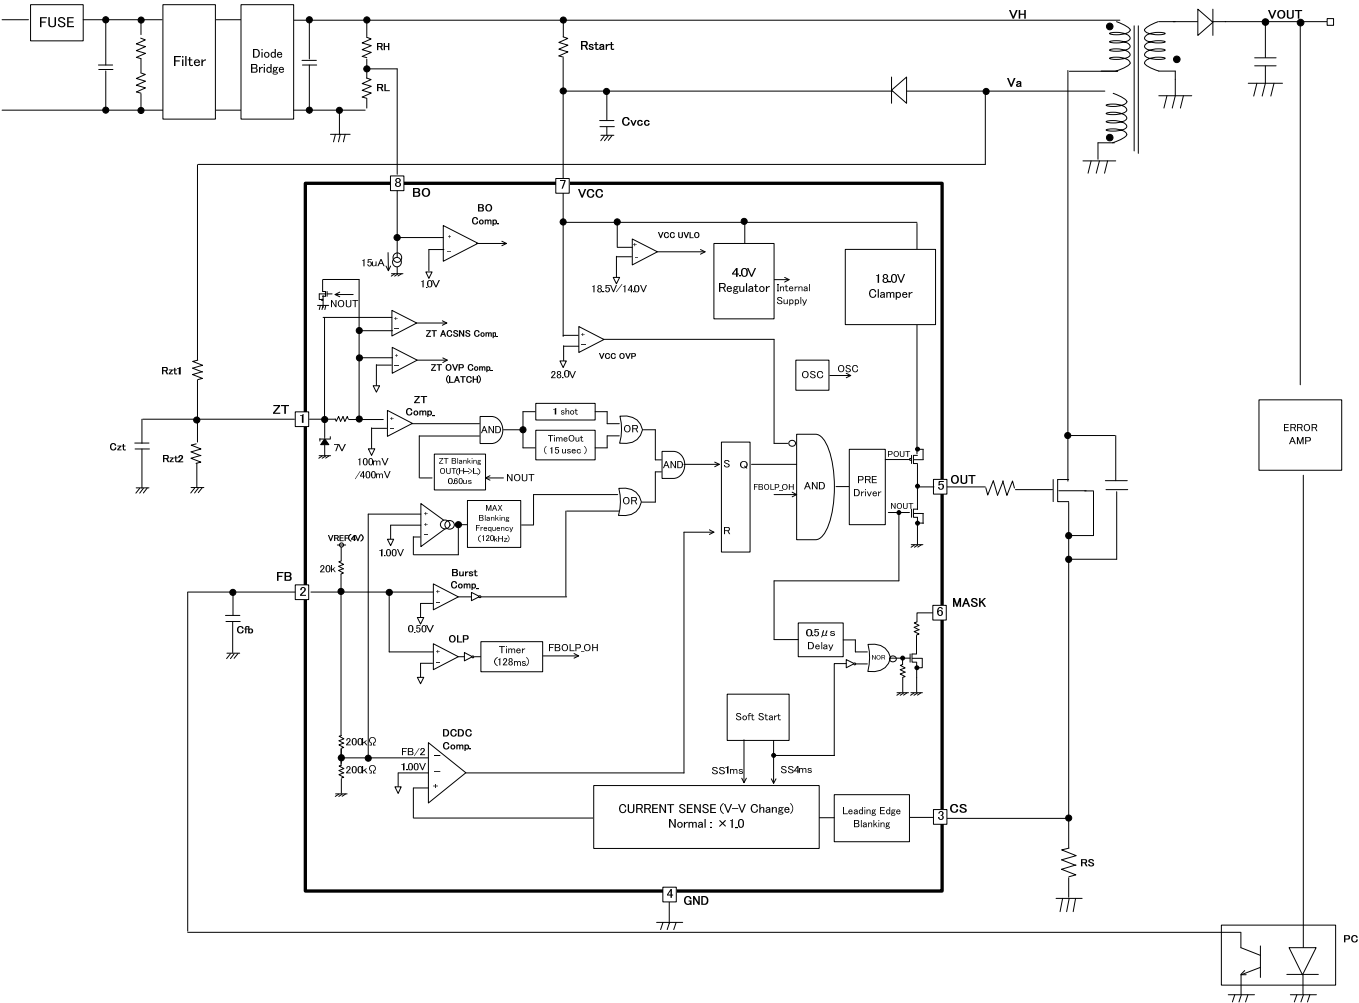 FUSE
Filter
Diode
Bridge
RH
RL
Rstart
VH
VOUT
Va
Cvcc
8
BO
7
VCC
BO
Comp.
15uA
1.0V
VCC UVLO
18.5V/14.0V
4.0V
Regulator
Internal
Supply
18.0V
Clamper
NOUT
ZT ACSNS Comp.
ZT OVP Comp.
(LATCH)
VCC OVP
28.0V
OSC
OSC
Rzt1
ZT
1
ZT
Comp.
7V
100mV
/400mV
AND
1 shot
TimeOut
( 15 usec )
OR
ZT Blanking
OUT(H->L)
0.60us
NOUT
AND
Czt
Rzt2
S
Q
R
FBOLP_OH
AND
PRE
Driver
POUT
NOUT
5
OUT
ERROR
AMP
OR
MAX
Blanking
Frequency
(120kHz)
1.00V
VREF(4V)
20k
FB
2
Burst
Comp.
0.50V
Cfb
OLP
Timer
(128ms)
FBOLP_OH
MASK
6
0.5μs
Delay
NOR
Soft Start
SS1ms
SS4ms
200kΩ
200kΩ
FB/2
1.00V
DCDC
Comp.
CURRENT SENSE (V-V Change)
Normal : ×1.0
Leading Edge
Blanking
3
CS
RS
4
GND
PC